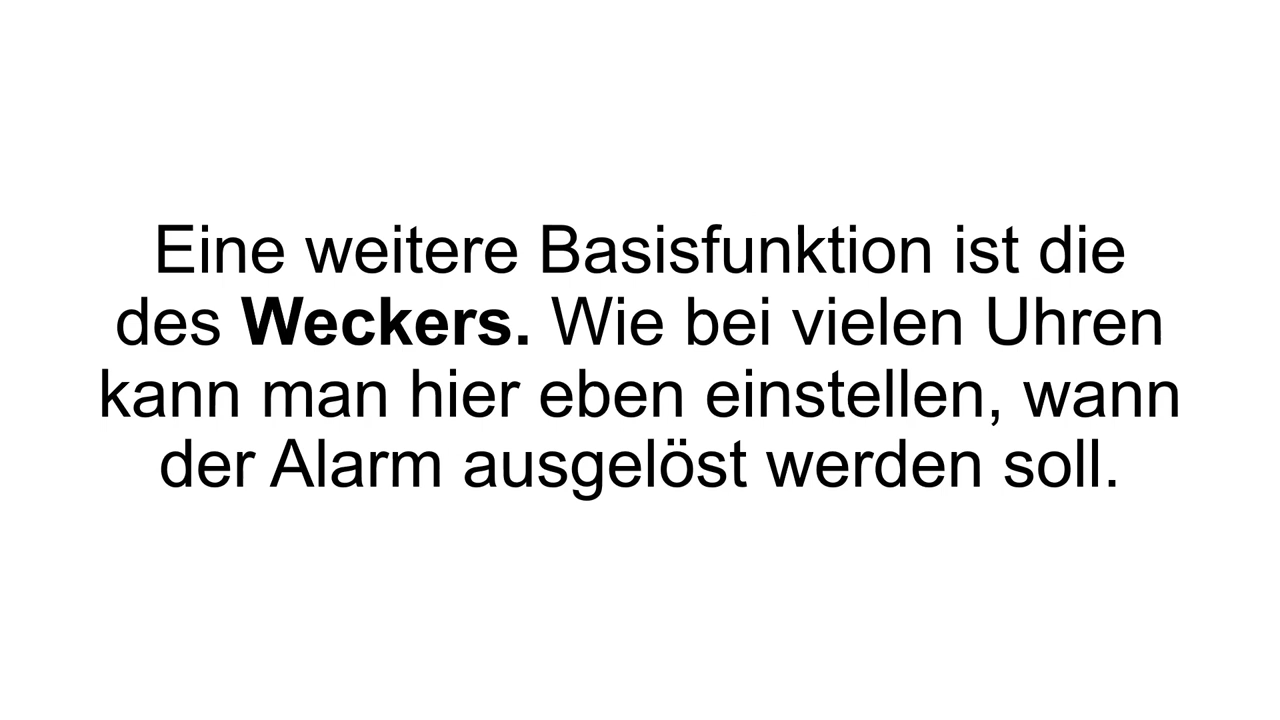 Eine weitere Basisfunktion ist die
des Weckers. Wie bei vielen Uhren
kann man hier eben einstellen, wann
der Alarm ausgelöst werden soll.